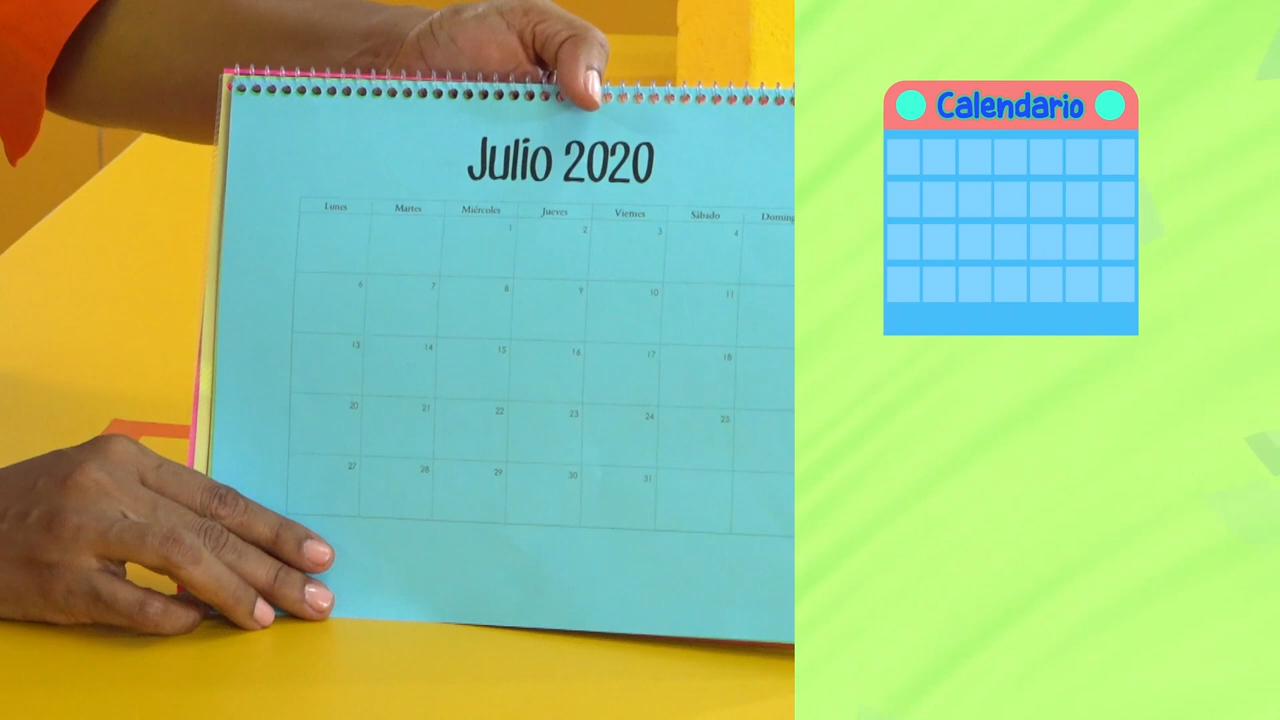 Julio 2020
Lunes Martes Miércoles Jueves Viernes Sábado
1 2 3 4
6 7 8 9 10 11
13 14 15 16 17 18
20 21 22 23 24 25
27 28 29 30 31
Calendario